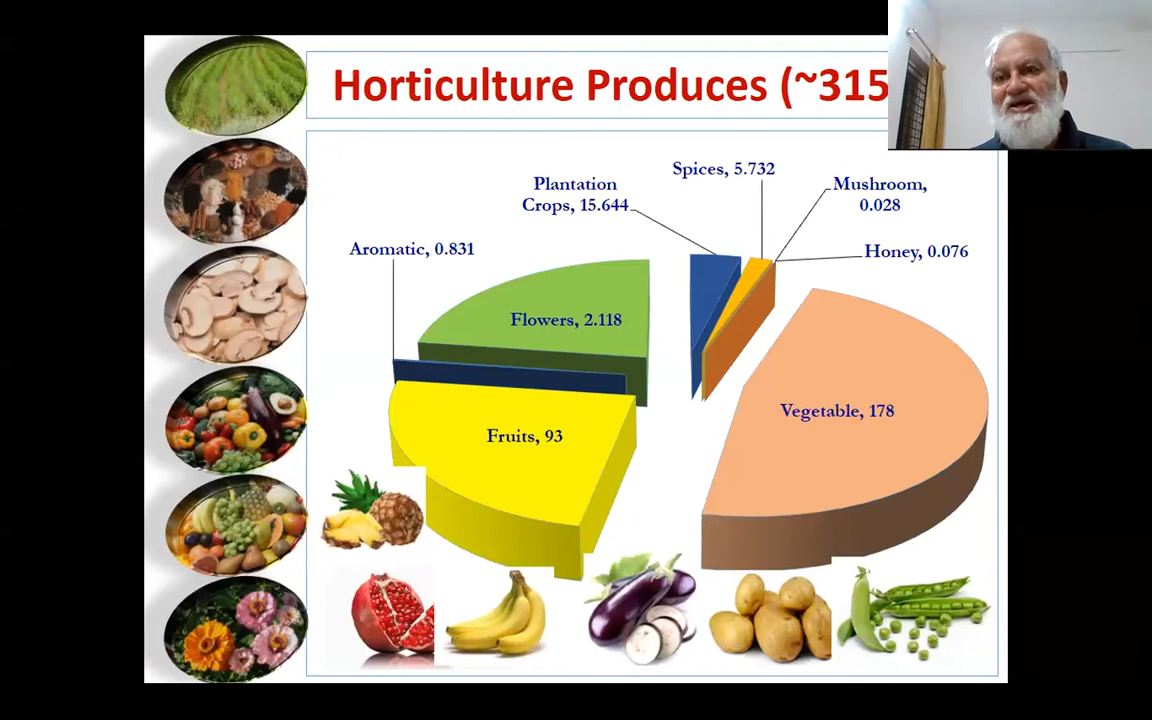 Horticulture Produces (~315
Spices, 5.732
Plantation
Crops, 15.644
Mushroom,
0.028
Aromatic, 0.831
Honey, 0.076
Flowers, 2.118
Vegetable, 178
Fruits, 93